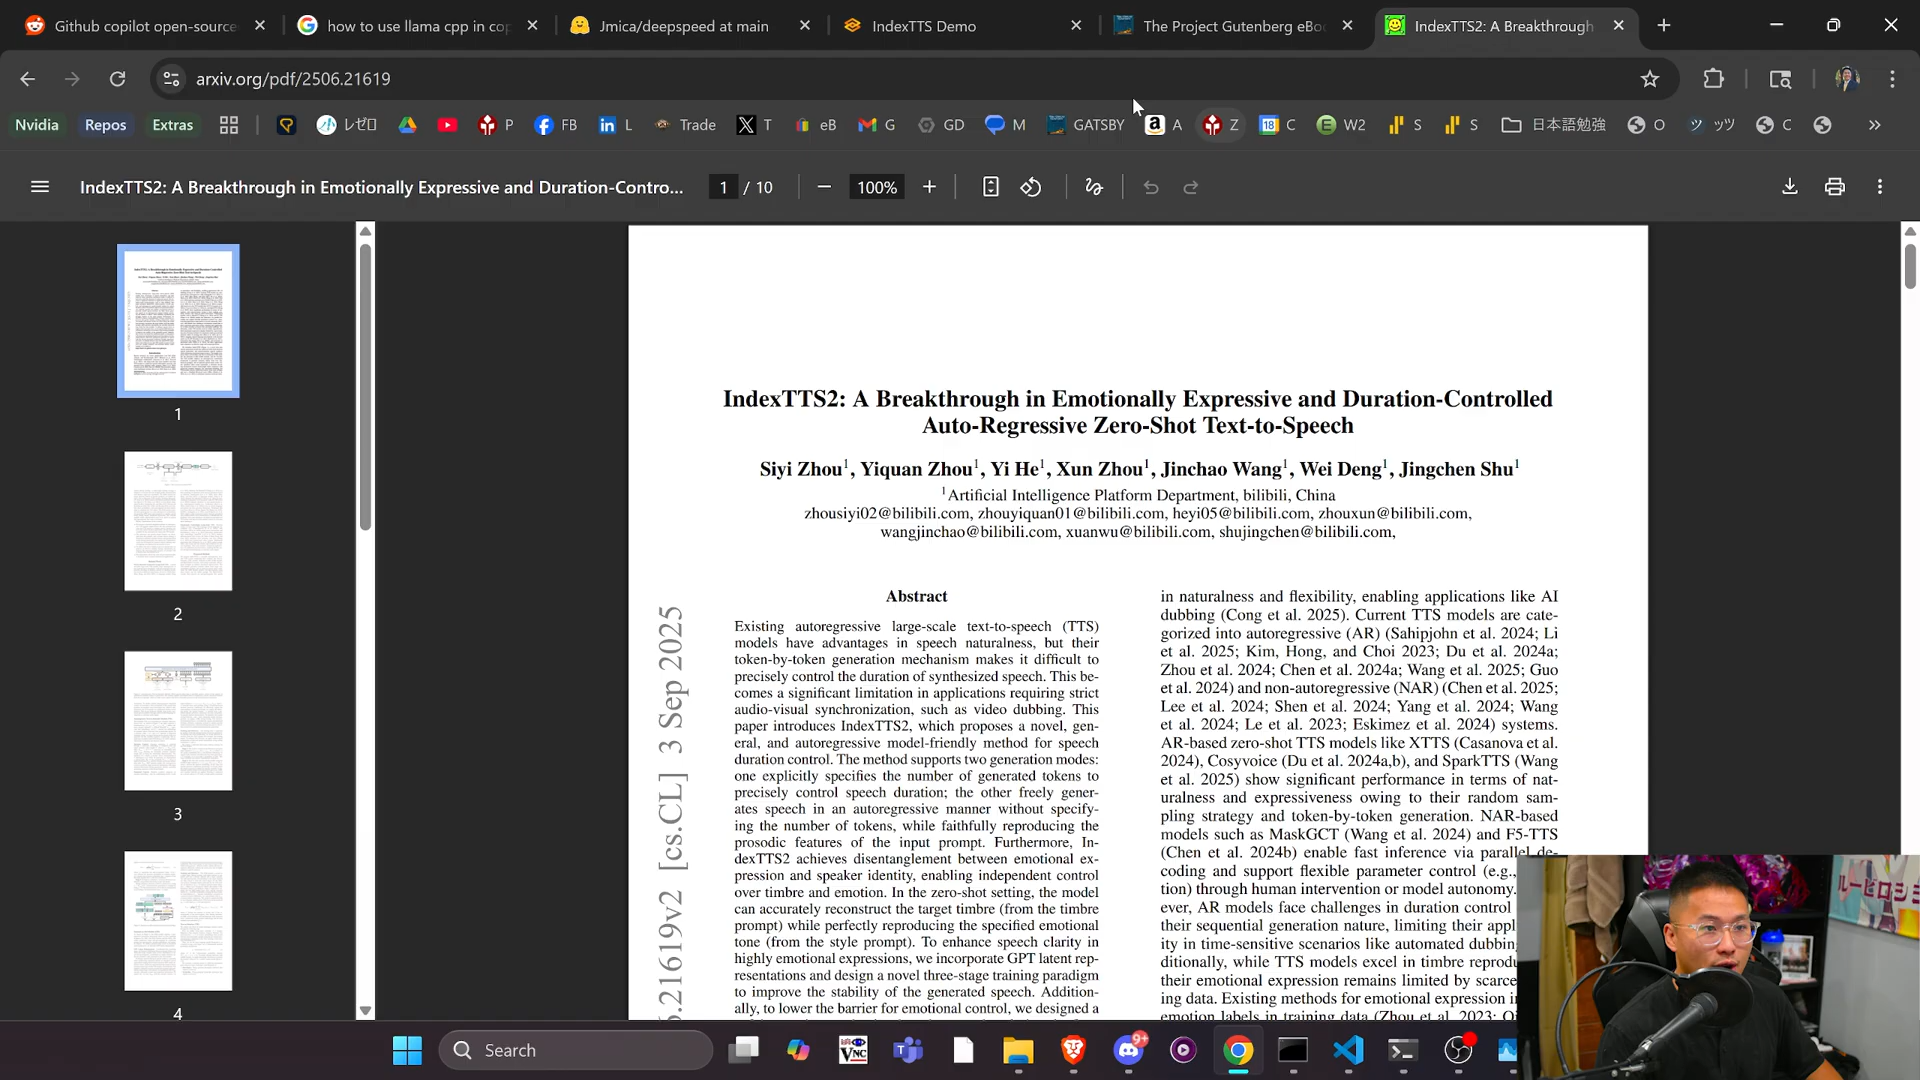 Github copilot open-source
how to use llama cpp in cop
Jmica/deepspeed at main
IndexTTS Demo
The Project Gutenberg eBo
IndexTTS2: A Breakthrough
arxiv.org/pdf/2506.21619
Nvidia
Repos
Extras
レゼロ
P
FB
L
Trade
T
eB
G
GD
M
GATSBY
A
Z
C
W2
S
S
日本語勉強
O
ッツ
C
IndexTTS2: A Breakthrough in Emotionally Expressive and Duration-Contro...
1 / 10
100%
1
2
3
4
IndexTTS2: A Breakthrough in Emotionally Expressive and Duration-Controlled
Auto-Regressive Zero-Shot Text-to-Speech
Siyi Zhou1, Yiquan Zhou1, Yi He1, Xun Zhou1, Jinchao Wang1, Wei Deng1, Jingchen Shu1
1Artificial Intelligence Platform Department, bilibili, China
zhousiyi02@bilibili.com, zhouyiquan01@bilibili.com, heyi05@bilibili.com, zhouxun@bilibili.com,
wangjinchao@bilibili.com, xuanwu@bilibili.com, shujingchen@bilibili.com,
.21619v2 [cs.CL] 3 Sep 2025
Abstract
Existing autoregressive large-scale text-to-speech (TTS)
models have advantages in speech naturalness, but their
token-by-token generation mechanism makes it difficult to
precisely control the duration of synthesized speech. This be-
comes a significant limitation in applications requiring strict
audio-visual synchronization, such as video dubbing. This
paper introduces IndexTTS2, which proposes a novel, gen-
eral, and autoregressive model-friendly method for speech
duration control. The method supports two generation modes:
one explicitly specifies the number of generated tokens to
precisely control speech duration; the other freely gener-
ates speech in an autoregressive manner without specify-
ing the number of tokens, while faithfully reproducing the
prosodic features of the input prompt. Furthermore, In-
dexTTS2 achieves disentanglement between emotional ex-
pression and speaker identity, enabling independent control
over timbre and emotion. In the zero-shot setting, the model
can accurately reconstruct the target timbre (from the timbre
prompt) while perfectly reproducing the specified emotional
tone (from the style prompt). To enhance speech clarity in
highly emotional expressions, we incorporate GPT latent rep-
resentations and design a novel three-stage training paradigm
to improve the stability of the generated speech. Addition-
ally, to lower the barrier for emotional control, we designed a
in naturalness and flexibility, enabling applications like AI
dubbing (Cong et al. 2025). Current TTS models are cate-
gorized into autoregressive (AR) (Sahipjohn et al. 2024; Li
et al. 2025; Kim, Hong, and Choi 2023; Du et al. 2024a;
Zhou et al. 2024; Chen et al. 2024a; Wang et al. 2025; Guo
et al. 2024) and non-autoregressive (NAR) (Chen et al. 2025;
Lee et al. 2024; Shen et al. 2024; Yang et al. 2024; Wang
et al. 2024; Le et al. 2023; Eskimez et al. 2024) systems.
AR-based zero-shot TTS models like XTTS (Casanova et al.
2024), Cosyvoice (Du et al. 2024a,b), and SparkTTS (Wang
et al. 2025) show significant performance in terms of nat-
uralness and expressiveness owing to their random sam-
pling strategy and token-by-token generation. NAR-based
models such as MaskGCT (Wang et al. 2024) and F5-TTS
(Chen et al. 2024b) enable fast inference via parallel de-
coding and support flexible parameter control (e.g.,
tion) through human intervention or model autonomy.
ever, AR models face challenges in duration control
their sequential generation nature, limiting their appl
ity in time-sensitive scenarios like automated dubbing
ditionally, while TTS models excel in timbre reprodu
their emotional expression remains limited by scarce
ing data. Existing methods for emotional expression i
emotion labels in training data (Zhou et al. 2023;
Search
9+
VNC